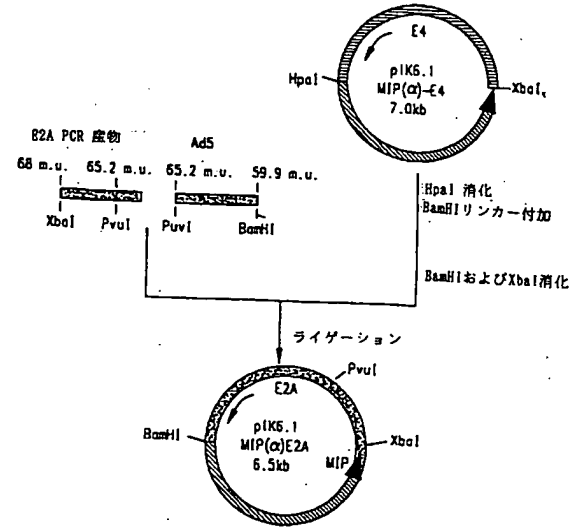 E4
pIK6.1
MIP(α)-E4
7.0kb
HpaI
XbaI
E2A PCR 産物
Ad5
68 m.u. 65.2 m.u. 65.2 m.u. 59.9 m.u.
XbaI PvuI PuvI BamHI
HpaI 消化
BamHIリンカー付加
BamHIおよびXbaI消化
ライゲーション
PvuI
E2A
pIK6.1
MIP(α)E2A
6.5kb
BamHI
MIP
XbaI